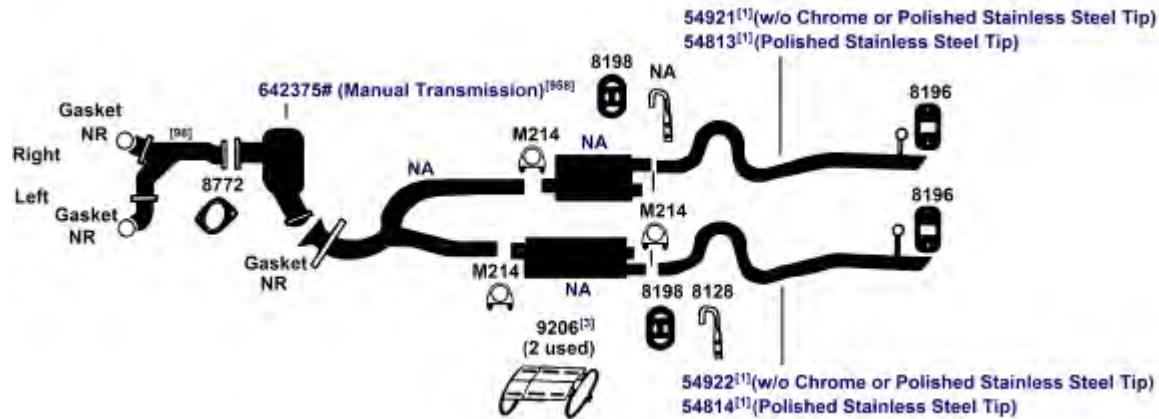 54921[1](w/o Chrome or Polished Stainless Steel Tip)
54813[1](Polished Stainless Steel Tip)
8198
NA
642375# (Manual Transmission)[958]
8196
Gasket
NR
[98]
M214
NA
Right
NA
8772
Left
8196
Gasket
NR
M214
Gasket
NR
M214
NA
8198 8128
9206[3]
(2 used)
54922[1](w/o Chrome or Polished Stainless Steel Tip)
54814[1](Polished Stainless Steel Tip)